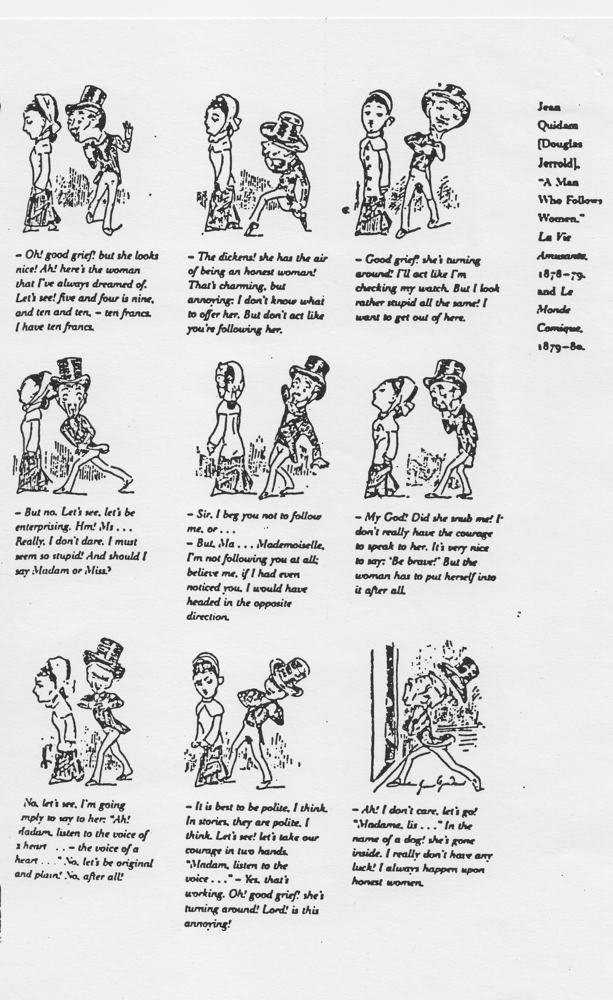 – Oh! good grief! but she looks
nice! Ah! here's the woman
that I've always dreamed of.
Let's see! five and four is nine,
and ten and ten, – ten francs.
I have ten francs.
– The dickens! she has the air
of being an honest woman!
That's charming, but
annoying: I don't know what
to offer her. But don't act like
you're following her.
– Good grief! she's turning
around! I'll act like I'm
checking my watch. But I look
rather stupid all the same! I
want to get out of here.
Jean
Quidam
[Douglas
Jerrold],
"A Man
Who Follows
Women."
La Vie
Amusante,
1878–79,
and Le
Monde
Comique,
1879–80.
– But no. Let's see, let's be
enterprising. Hm! Ms . . .
Really, I don't dare. I must
seem so stupid! And should I
say Madam or Miss?
– Sir, I beg you not to follow
me, or . . .
– But, Ma . . . Mademoiselle,
I'm not following you at all;
believe me, if I had even
noticed you, I would have
headed in the opposite
direction.
– My God! Did she snub me! I
don't really have the courage
to speak to her. It's very nice
to say: 'Be brave!' But the
woman has to put herself into
it after all.
No, let's see, I'm going
mply to say to her: "Ah!
Madam, listen to the voice of
a heart . . – the voice of a
heart . . ." No, let's be original
and plain! No, after all!
– It is best to be polite, I think.
In stories, they are polite, I
think. Let's see! let's take our
courage in two hands.
"Madam, listen to the
voice . . ." – Yes, that's
working. Oh! good grief! she's
turning around! Lord! is this
annoying!
– Ah! I don't care, let's go!
"Madame, lis . . ." In the
name of a dog! she's gone
inside. I really don't have any
luck! I always happen upon
honest women.